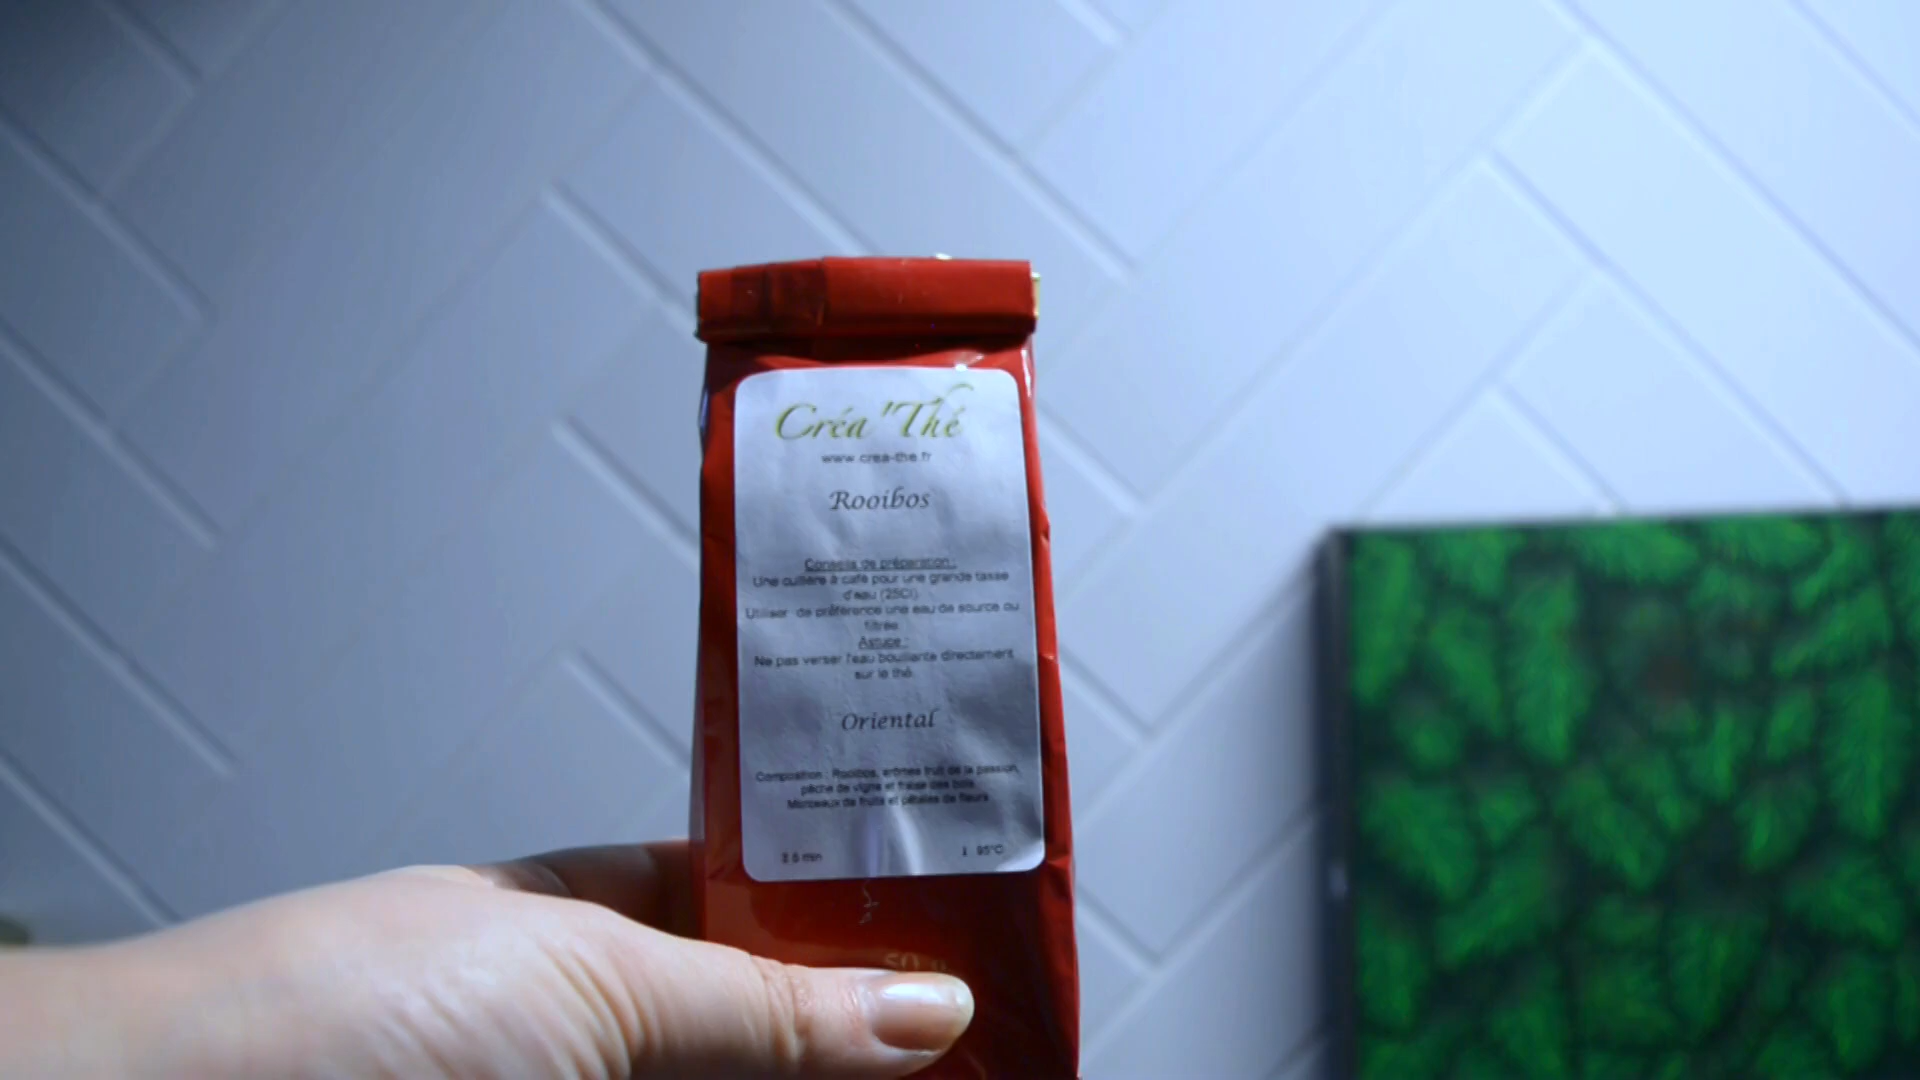 Créa'Thé
www.crea-the.fr
Rooibos
Conseils de préparation :
Une cuillère à café pour une grande tasse
d'eau (25Cl)
Utiliser de préférence une eau de source ou
filtrée
Astuce :
Ne pas verser l'eau bouillante directement
sur le thé.
Oriental
Composition : Rooibos, arômes fruit de la passion,
pêche de vigne et fraise des bois.
Morceaux de fruits et pétales de fleurs
5 min
95°C